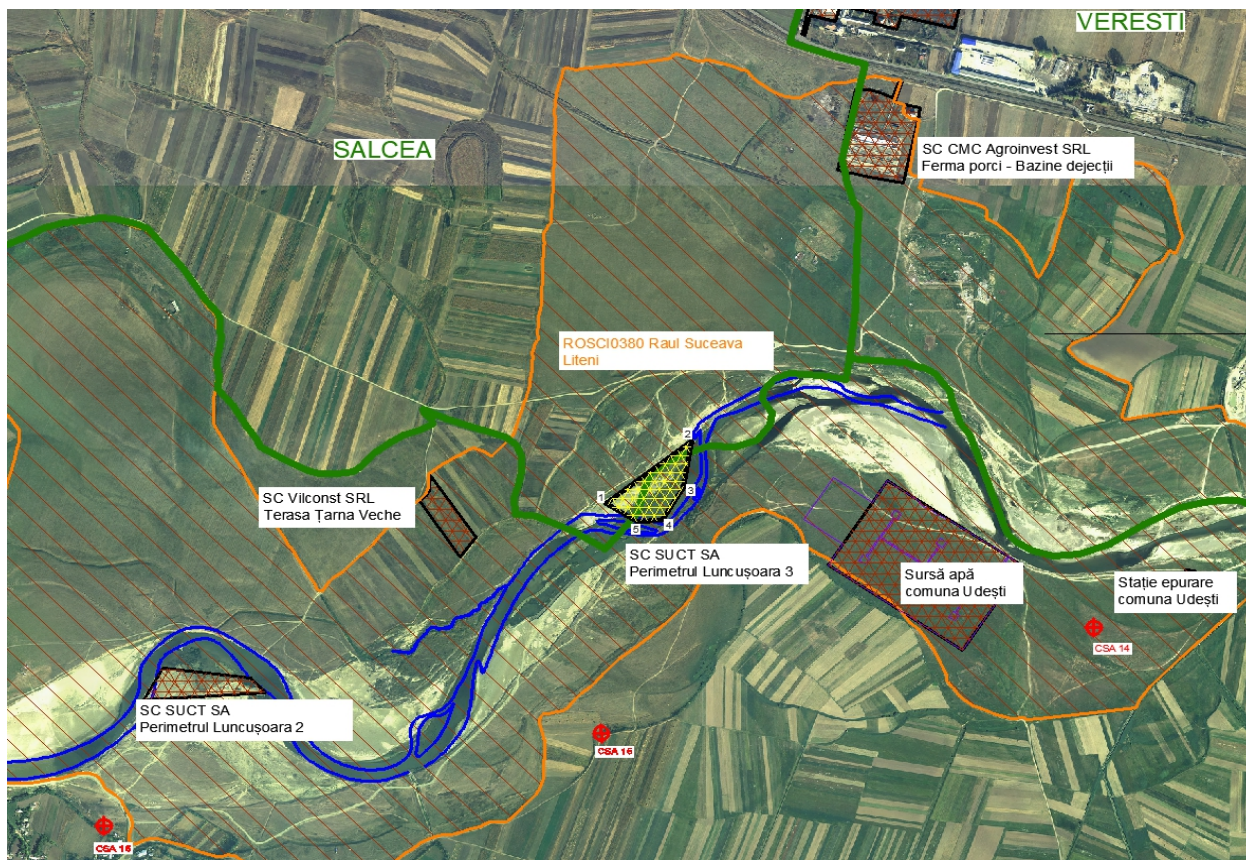 VERESTI
SALCEA
SC CMC Agroinvest SRL
Ferma porci - Bazine dejecții
ROSCI0380 Raul Suceava
Liteni
2
1
3
4
5
SC Vilconst SRL
Terasa Țarna Veche
SC SUCT SA
Perimetrul Luncușoara 3
Sursă apă
comuna Udești
Stație epurare
comuna Udești
CSA 14
SC SUCT SA
Perimetrul Luncușoara 2
CSA 15
CSA 16